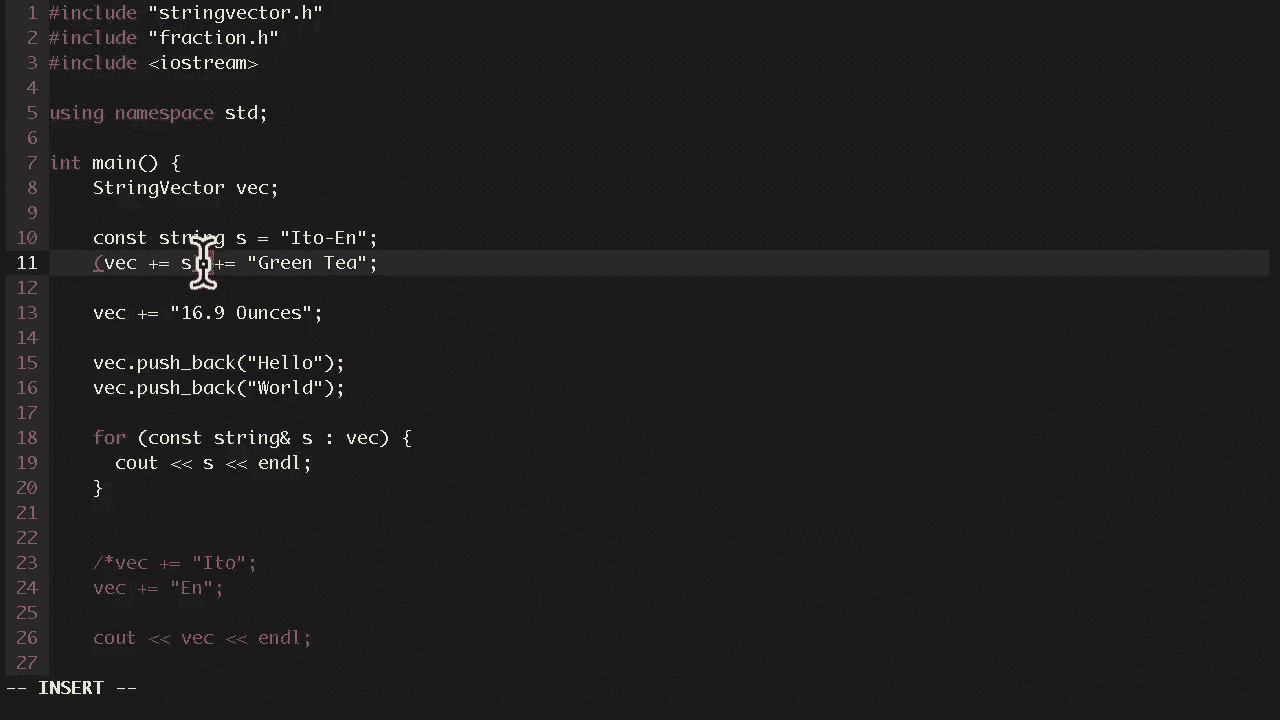 1 #include "stringvector.h"
2 #include "fraction.h"
3 #include <iostream>
4
5 using namespace std;
6
7 int main() {
8 StringVector vec;
9
10 const string s = "Ito-En";
11 (vec += s) += "Green Tea";
12
13 vec += "16.9 Ounces";
14
15 vec.push_back("Hello");
16 vec.push_back("World");
17
18 for (const string& s : vec) {
19 cout << s << endl;
20 }
21
22
23 /*vec += "Ito";
24 vec += "En";
25
26 cout << vec << endl;
27
-- INSERT --